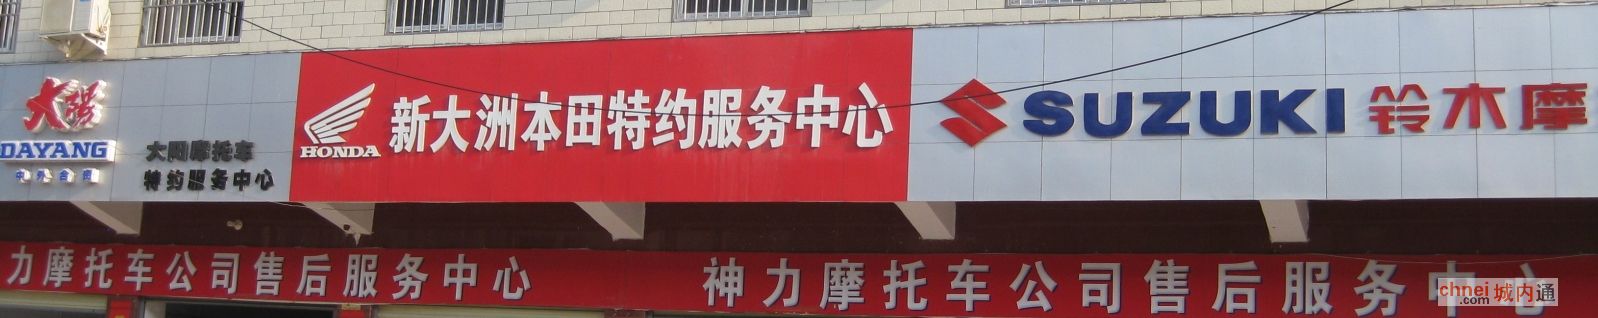 大阳
DAYANG
中外合资
大阳摩托车
特约服务中心
HONDA
新大洲本田特约服务中心
SUZUKI 铃木摩
力摩托车公司售后服务中心
神力摩托车公司售后服务中心
chnei
.com 城内通